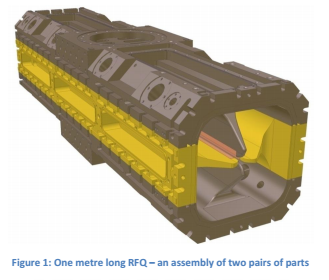 Figure 1: One metre long RFQ – an assembly of two pairs of parts